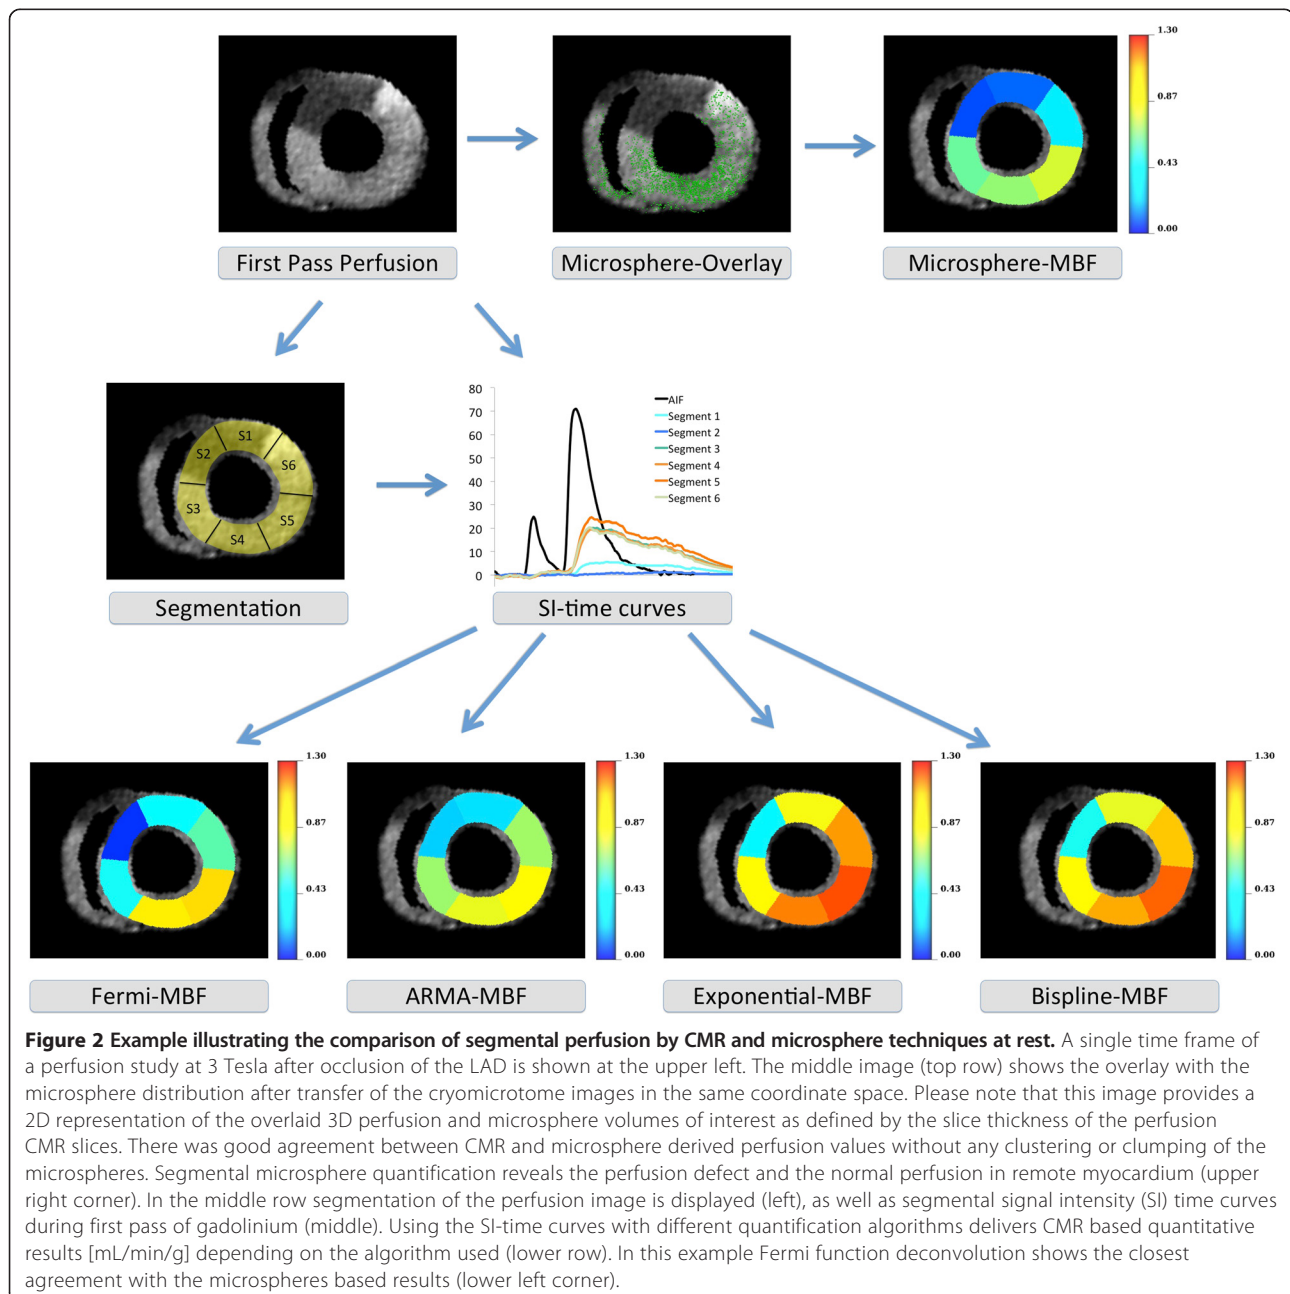 1.30
0.87
0.43
0.00
First Pass Perfusion
Microsphere-Overlay
Microsphere-MBF
S1
S2
S6
S3
S5
S4
80
70
60
50
40
30
20
10
0
AIF
Segment 1
Segment 2
Segment 3
Segment 4
Segment 5
Segment 6
Segmentation
SI-time curves
1.30
0.87
0.43
0.00
1.30
0.87
0.43
0.00
1.30
0.87
0.43
0.00
1.30
0.87
0.43
0.00
Fermi-MBF
ARMA-MBF
Exponential-MBF
Bispline-MBF
Figure 2 Example illustrating the comparison of segmental perfusion by CMR and microsphere techniques at rest. A single time frame of
a perfusion study at 3 Tesla after occlusion of the LAD is shown at the upper left. The middle image (top row) shows the overlay with the
microsphere distribution after transfer of the cryomicrotome images in the same coordinate space. Please note that this image provides a
2D representation of the overlaid 3D perfusion and microsphere volumes of interest as defined by the slice thickness of the perfusion
CMR slices. There was good agreement between CMR and microsphere derived perfusion values without any clustering or clumping of the
microspheres. Segmental microsphere quantification reveals the perfusion defect and the normal perfusion in remote myocardium (upper
right corner). In the middle row segmentation of the perfusion image is displayed (left), as well as segmental signal intensity (SI) time curves
during first pass of gadolinium (middle). Using the SI-time curves with different quantification algorithms delivers CMR based quantitative
results [mL/min/g] depending on the algorithm used (lower row). In this example Fermi function deconvolution shows the closest
agreement with the microspheres based results (lower left corner).